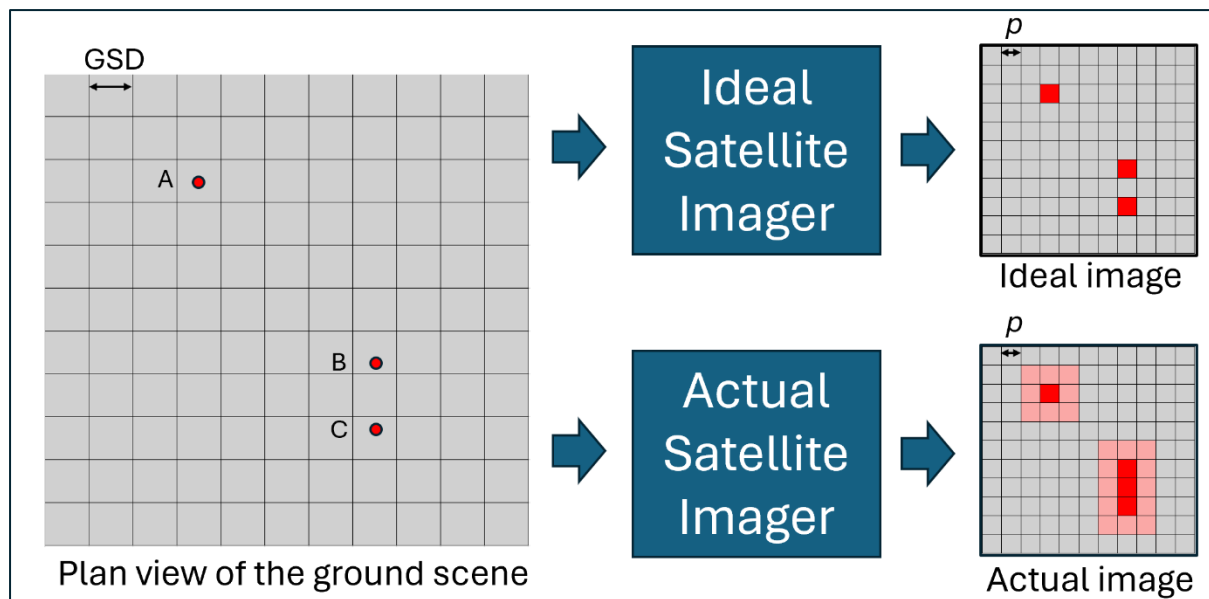 GSD
A
B
C
Plan view of the ground scene
Ideal
Satellite
Imager
Actual
Satellite
Imager
p
Ideal image
p
Actual image